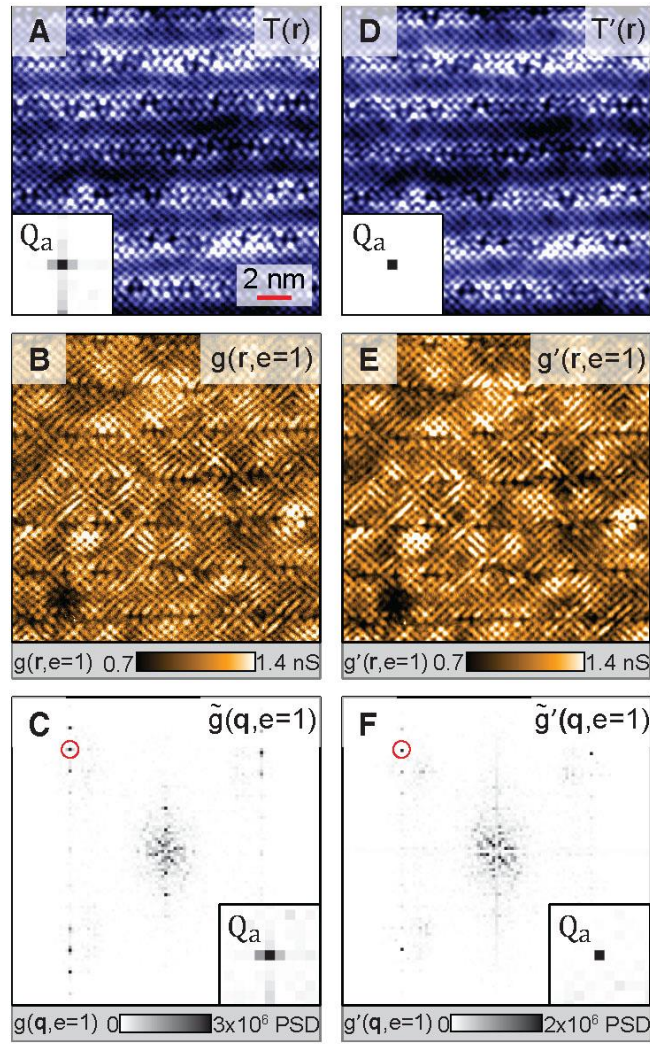 A T(r)
Qa
2 nm
D T′(r)
Qa
B g(r,e=1)
g(r,e=1) 0.7 1.4 nS
E g′(r,e=1)
g′(r,e=1) 0.7 1.4 nS
C g̃(q,e=1)
Qa
g(q,e=1) 0 3x10⁶ PSD
F g̃′(q,e=1)
Qa
g′(q,e=1) 0 2x10⁶ PSD